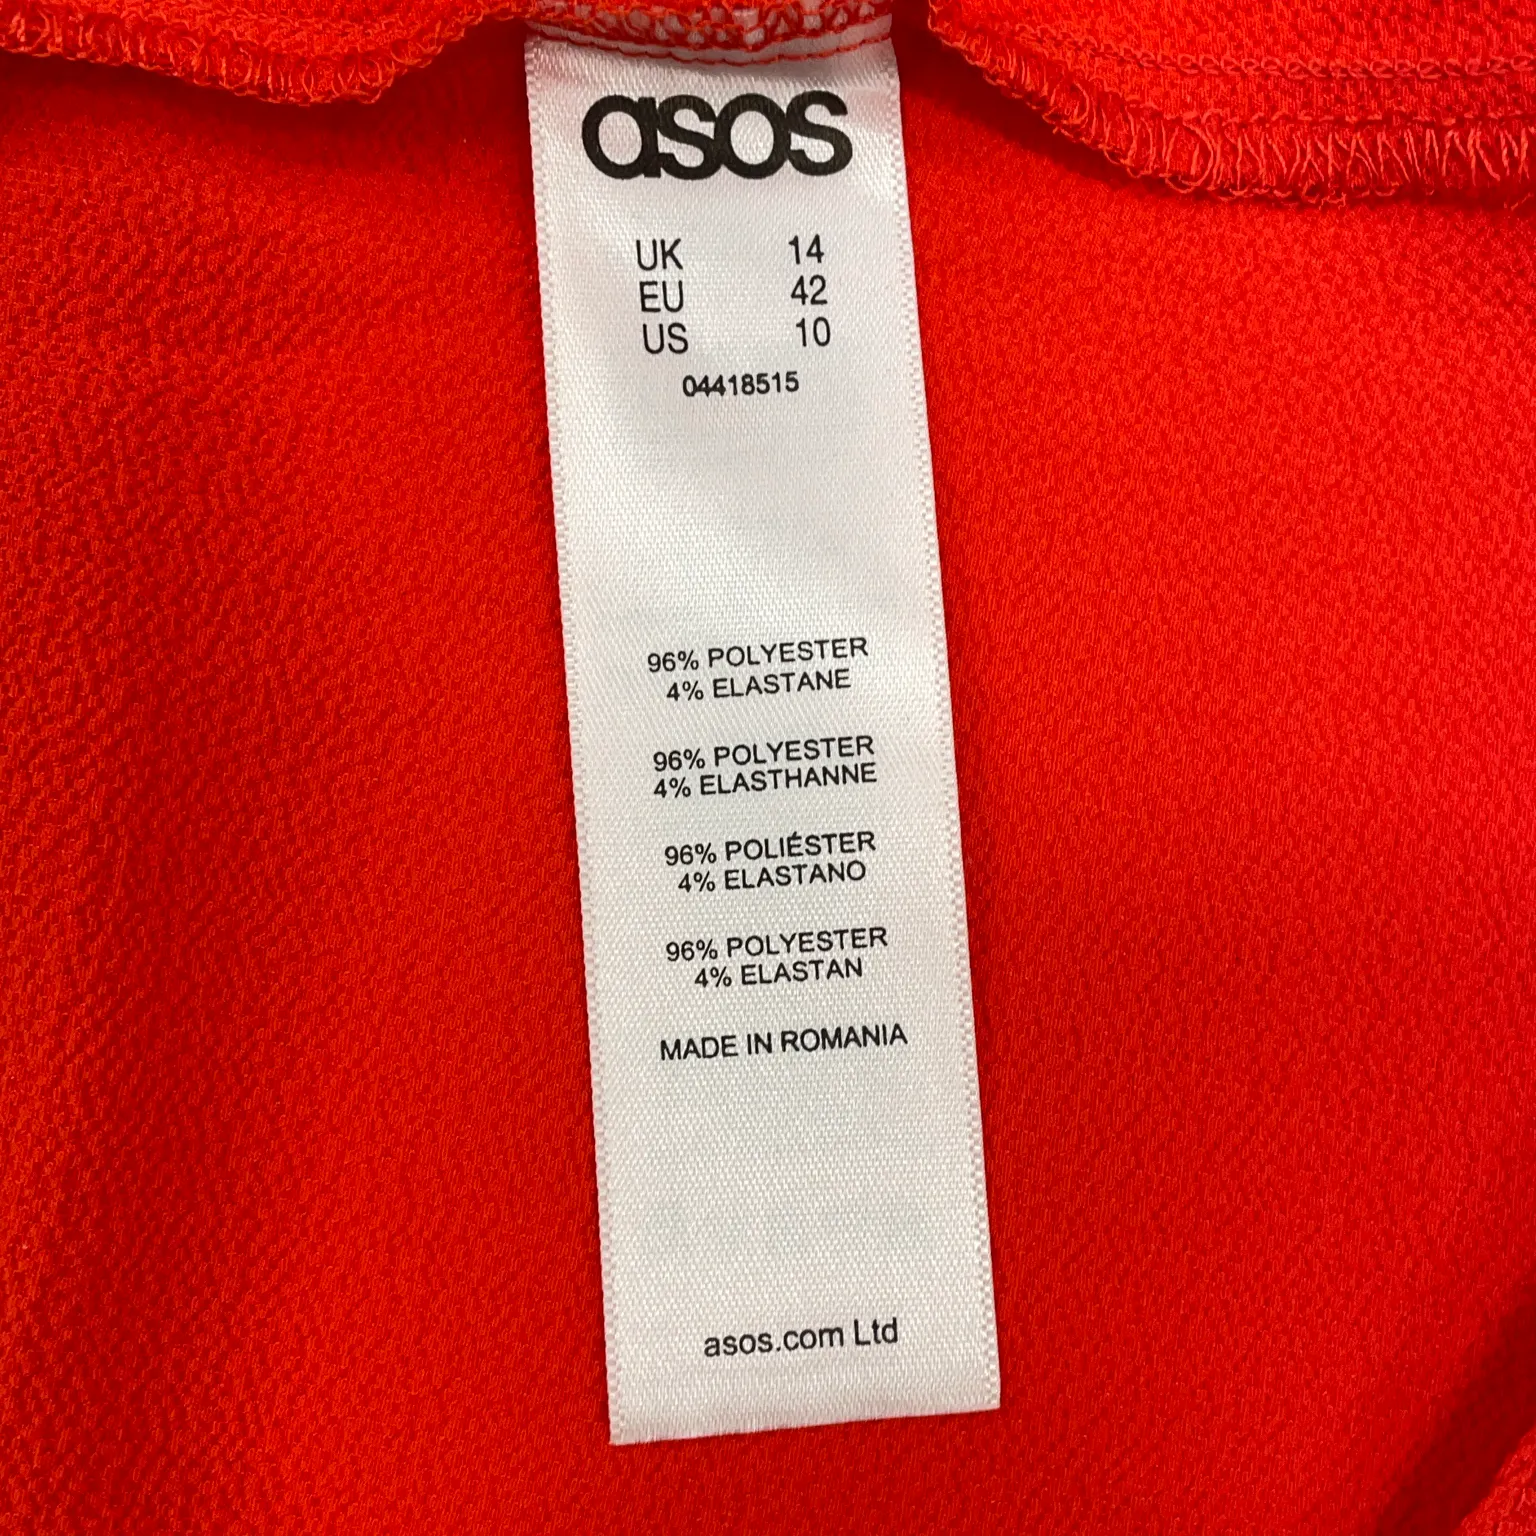 asos
UK 14
EU 42
US 10
04418515
96% POLYESTER
4% ELASTANE
96% POLYESTER
4% ELASTHANNE
96% POLIÉSTER
4% ELASTANO
96% POLYESTER
4% ELASTAN
MADE IN ROMANIA
asos.com Ltd